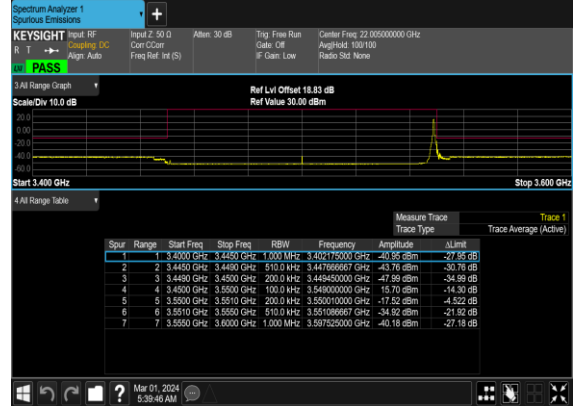 Spectrum Analyzer 1
Spurious Emissions
KEYSIGHT Input: RF Input Z: 50 Ω Atten: 30 dB Trig: Free Run Center Freq: 22.005000000 GHz
R T Coupling: DC Corr CCorr Gate: Off Avg|Hold: 100/100
Align: Auto Freq Ref: Int (S) IF Gain: Low Radio Std: None
PASS
3 All Range Graph
Ref Lvl Offset 18.83 dB
Scale/Div 10.0 dB Ref Value 30.00 dBm
20.0
0.00
-20.0
-40.0
-60.0
Start 3.400 GHz Stop 3.600 GHz
4 All Range Table
Measure Trace Trace 1
Trace Type Trace Average (Active)
Spur Range Start Freq Stop Freq RBW Frequency Amplitude ΔLimit
1 1 3.4000 GHz 3.4450 GHz 1.000 MHz 3.402175000 GHz -40.95 dBm -27.95 dB
2 2 3.4450 GHz 3.4490 GHz 510.0 kHz 3.447666667 GHz -43.76 dBm -30.76 dB
3 3 3.4490 GHz 3.4500 GHz 200.0 kHz 3.449450000 GHz -47.99 dBm -34.99 dB
4 4 3.4500 GHz 3.5500 GHz 100.0 kHz 3.549000000 GHz 15.70 dBm -14.30 dB
5 5 3.5500 GHz 3.5510 GHz 200.0 kHz 3.550010000 GHz -17.52 dBm -4.522 dB
6 6 3.5510 GHz 3.5550 GHz 510.0 kHz 3.551086667 GHz -34.92 dBm -21.92 dB
7 7 3.5550 GHz 3.6000 GHz 1.000 MHz 3.597525000 GHz -40.18 dBm -27.18 dB
Mar 01, 2024
5:39:46 AM